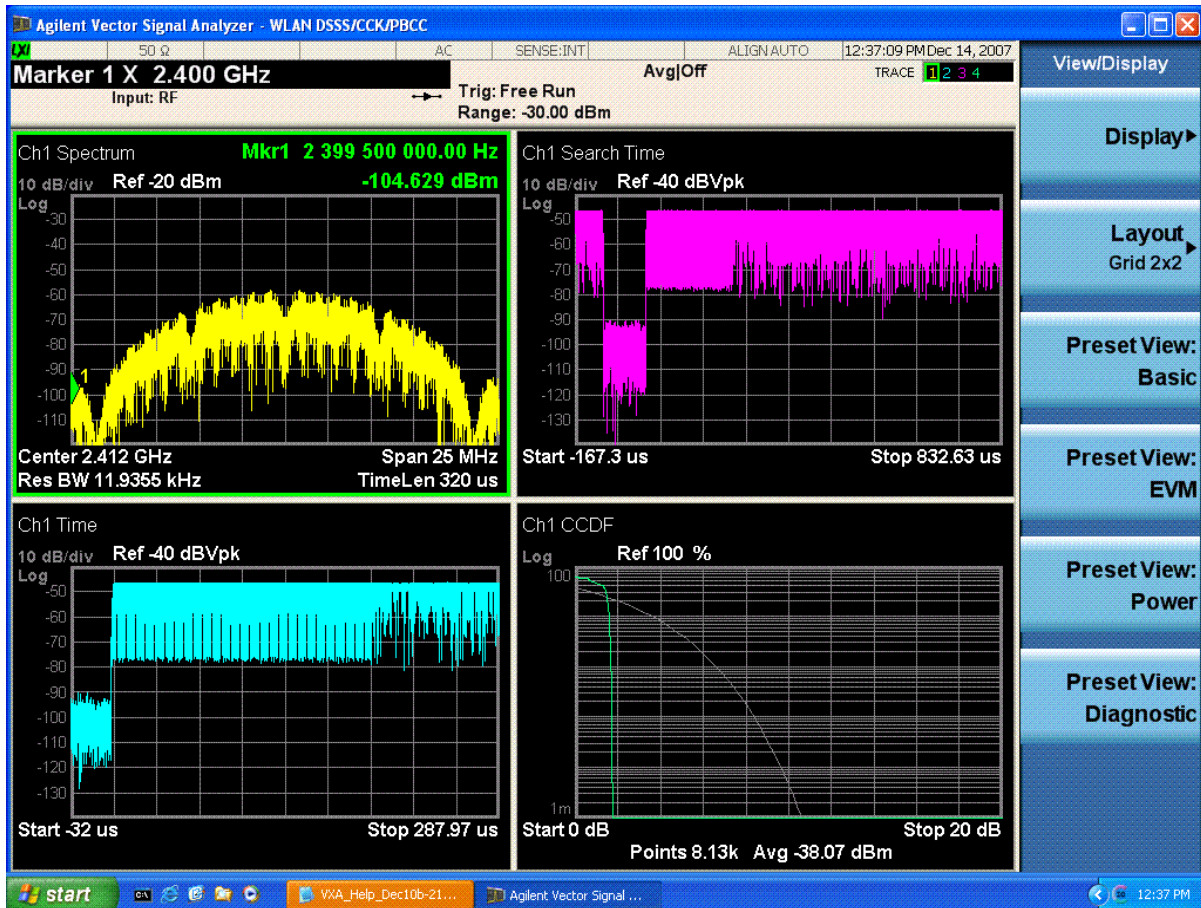 Agilent Vector Signal Analyzer - WLAN DSSS/CCK/PBCC
LXI 50 Ω AC SENSE:INT ALIGN AUTO 12:37:09 PM Dec 14, 2007
Marker 1 X 2.400 GHz
Input: RF
Trig: Free Run
Range: -30.00 dBm
Avg|Off
TRACE 1 2 3 4
View/Display
Display
Layout
Grid 2x2
Preset View:
Basic
Preset View:
EVM
Preset View:
Power
Preset View:
Diagnostic
Ch1 Spectrum
Mkr1 2 399 500 000.00 Hz
10 dB/div Ref -20 dBm
-104.629 dBm
Log
-30
-40
-50
-60
-70
-80
-90
-100
-110
1
Center 2.412 GHz
Span 25 MHz
Res BW 11.9355 kHz
TimeLen 320 us
Ch1 Search Time
10 dB/div Ref -40 dBVpk
Log
-50
-60
-70
-80
-90
-100
-110
-120
-130
Start -167.3 us
Stop 832.63 us
Ch1 Time
10 dB/div Ref -40 dBVpk
Log
-50
-60
-70
-80
-90
-100
-110
-120
-130
Start -32 us
Stop 287.97 us
Ch1 CCDF
Log Ref 100 %
100
1m
Start 0 dB
Stop 20 dB
Points 8.13k Avg -38.07 dBm
start
C:\
VXA_Help_Dec10b-21...
Agilent Vector Signal ...
12:37 PM